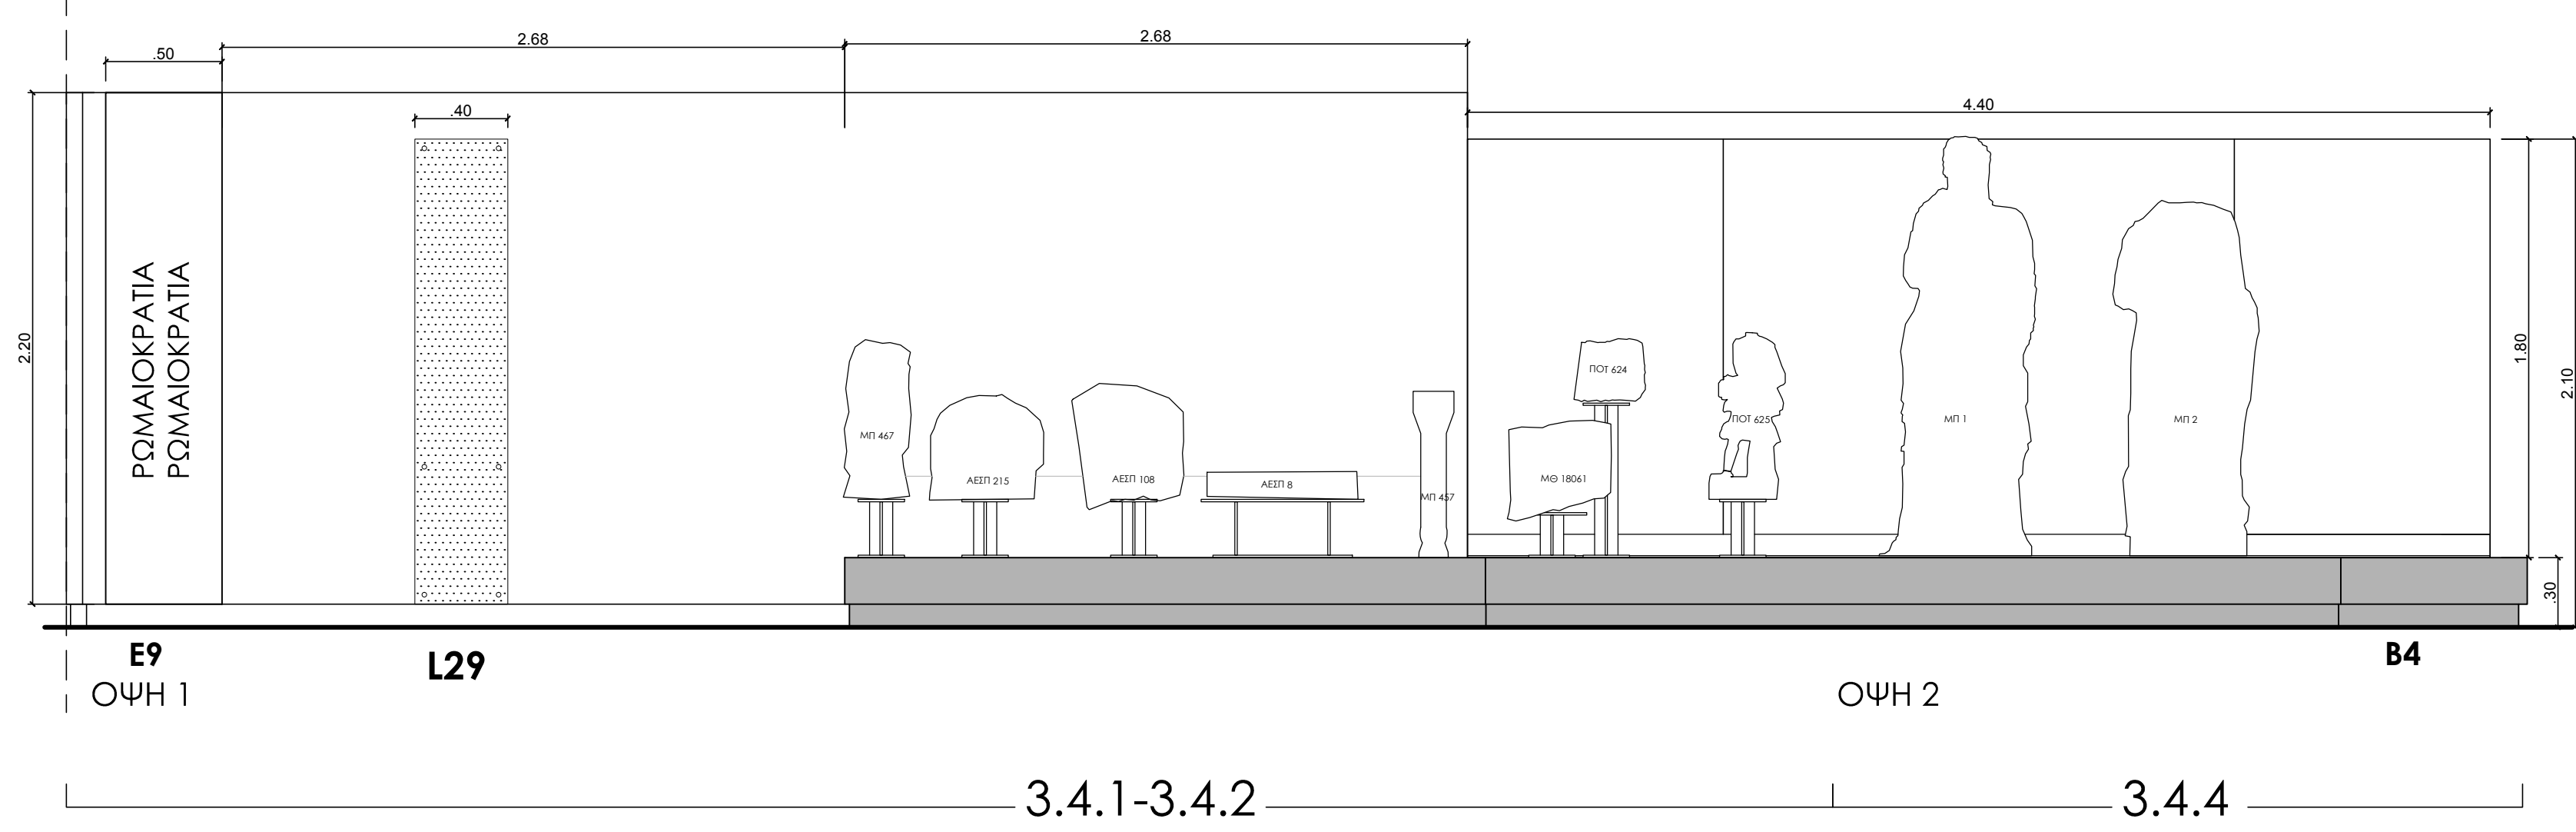 2.68
2.68
.50
.40
4.40
2.20
ΡΩΜΑΙΟΚΡΑΤΙΑ
ΡΩΜΑΙΟΚΡΑΤΙΑ
1.80
2.10
ΠΟΤ 624
ΜΠ 467
ΠΟΤ 625
ΜΠ 1
ΜΠ 2
ΑΕΣΠ 215
ΑΕΣΠ 108
ΑΕΣΠ 8
ΜΠ 457
ΜΘ 18061
.30
E9
L29
B4
ΟΨΗ 1
ΟΨΗ 2
3.4.1-3.4.2
3.4.4